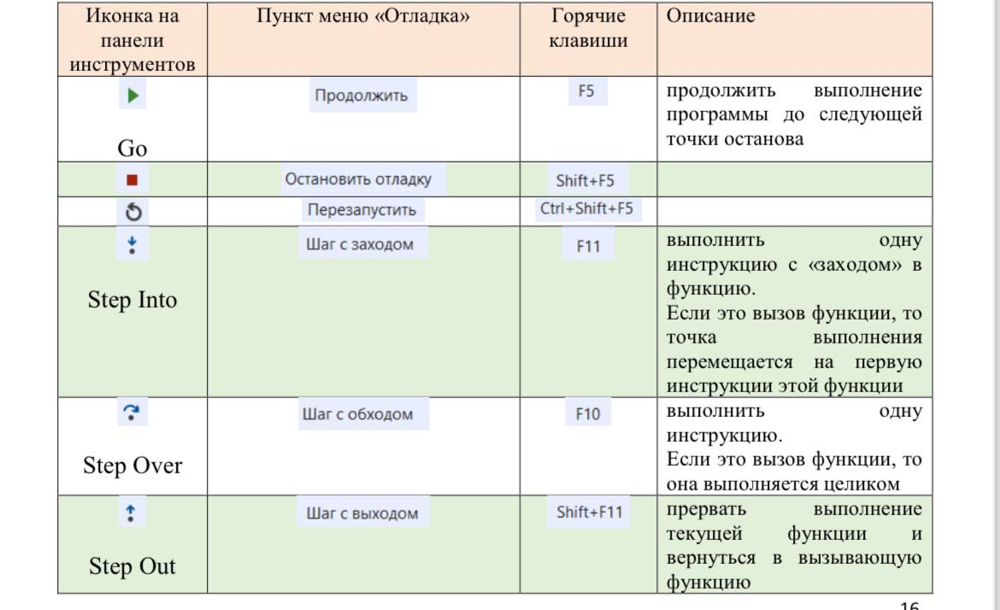 Иконка на
панели
инструментов
Пункт меню «Отладка»
Горячие
клавиши
Описание
Go
Продолжить
F5
продолжить выполнение
программы до следующей
точки останова
Остановить отладку
Shift+F5
Перезапустить
Ctrl+Shift+F5
Step Into
Шаг с заходом
F11
выполнить одну
инструкцию с «заходом» в
функцию.
Если это вызов функции, то
точка выполнения
перемещается на первую
инструкции этой функции
Step Over
Шаг с обходом
F10
выполнить одну
инструкцию.
Если это вызов функции, то
она выполняется целиком
Step Out
Шаг с выходом
Shift+F11
прервать выполнение
текущей функции и
вернуться в вызывающую
функцию
16